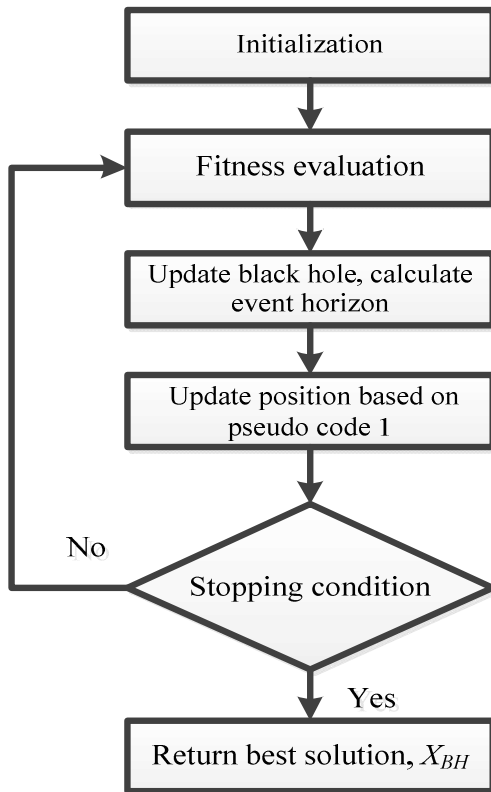 Initialization
Fitness evaluation
Update black hole, calculate
event horizon
Update position based on
pseudo code 1
No
Stopping condition
Yes
Return best solution, X_BH